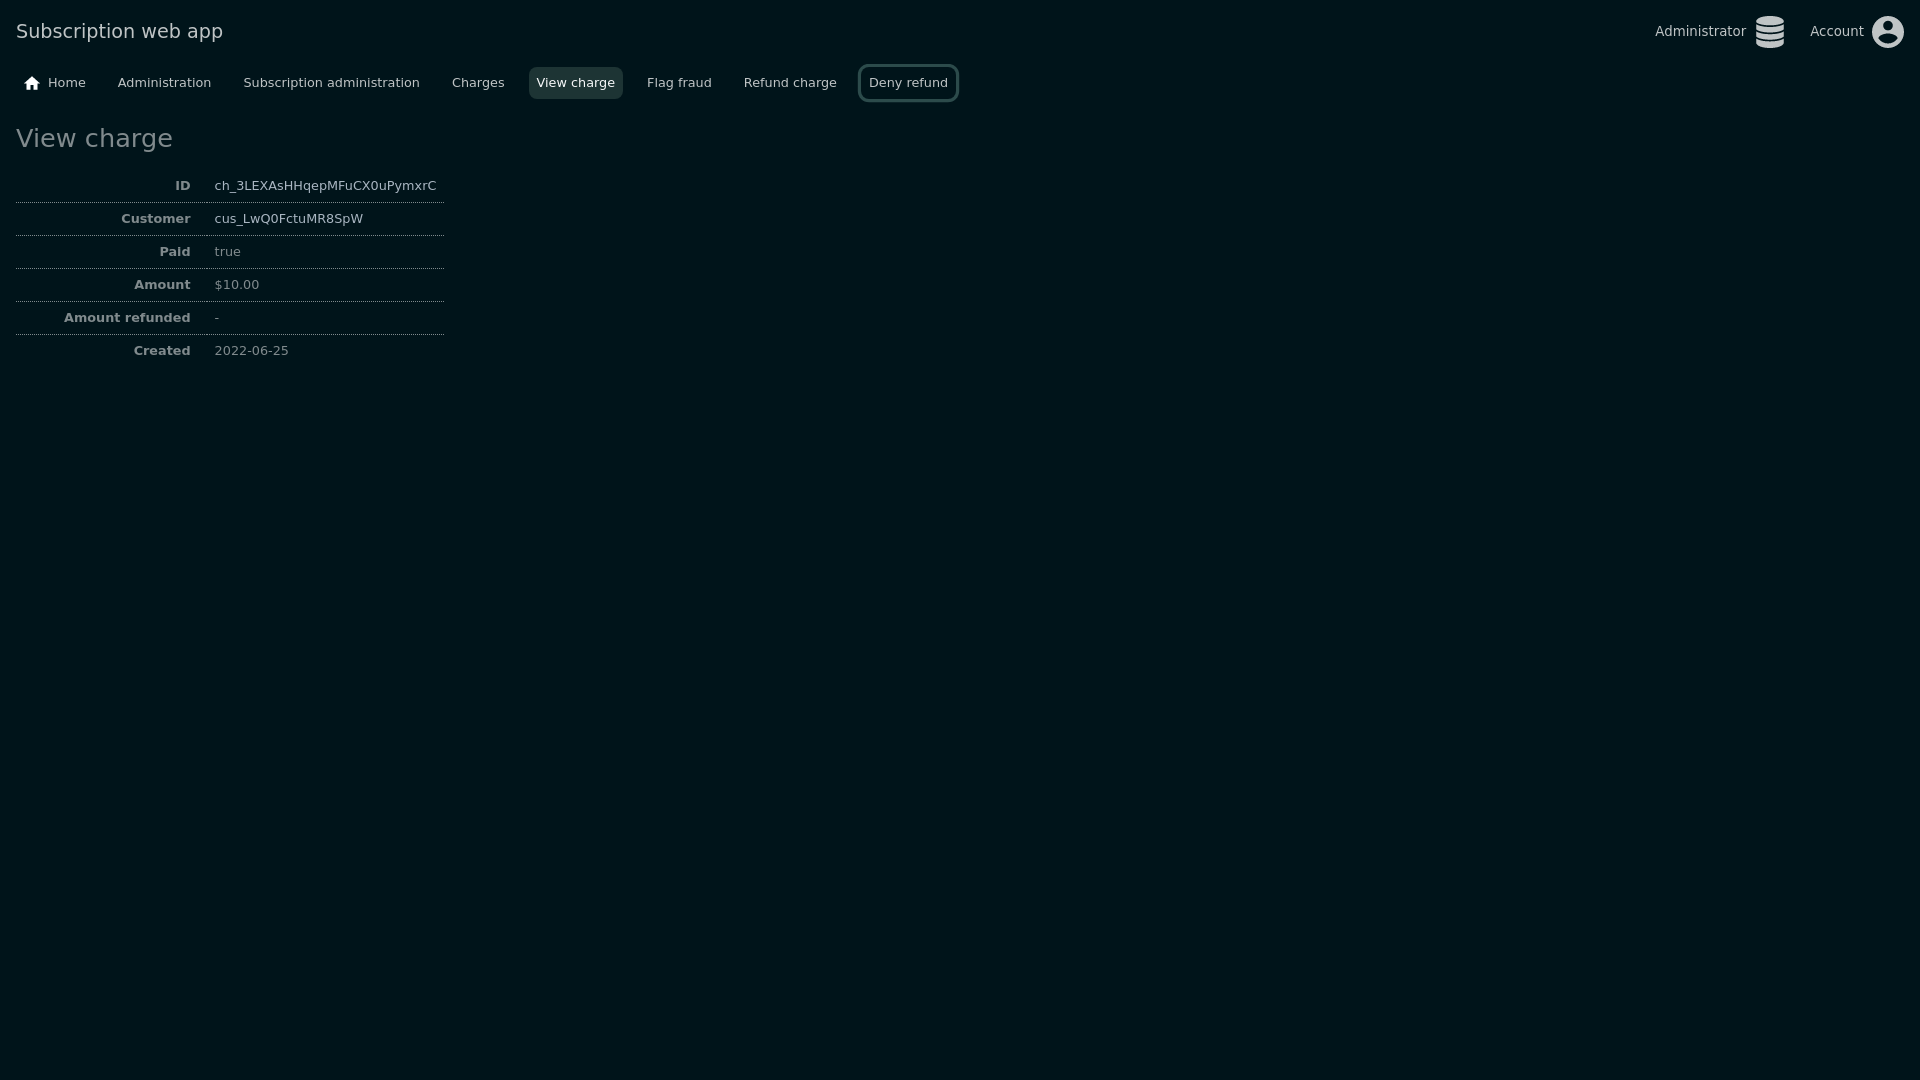 Subscription web app
Administrator
Account
Home Administration Subscription administration Charges View charge Flag fraud Refund charge Deny refund
View charge
ID ch_3LEXAsHHqepMFuCX0uPymxrC
Customer cus_LwQ0FctuMR8SpW
Paid true
Amount $10.00
Amount refunded -
Created 2022-06-25